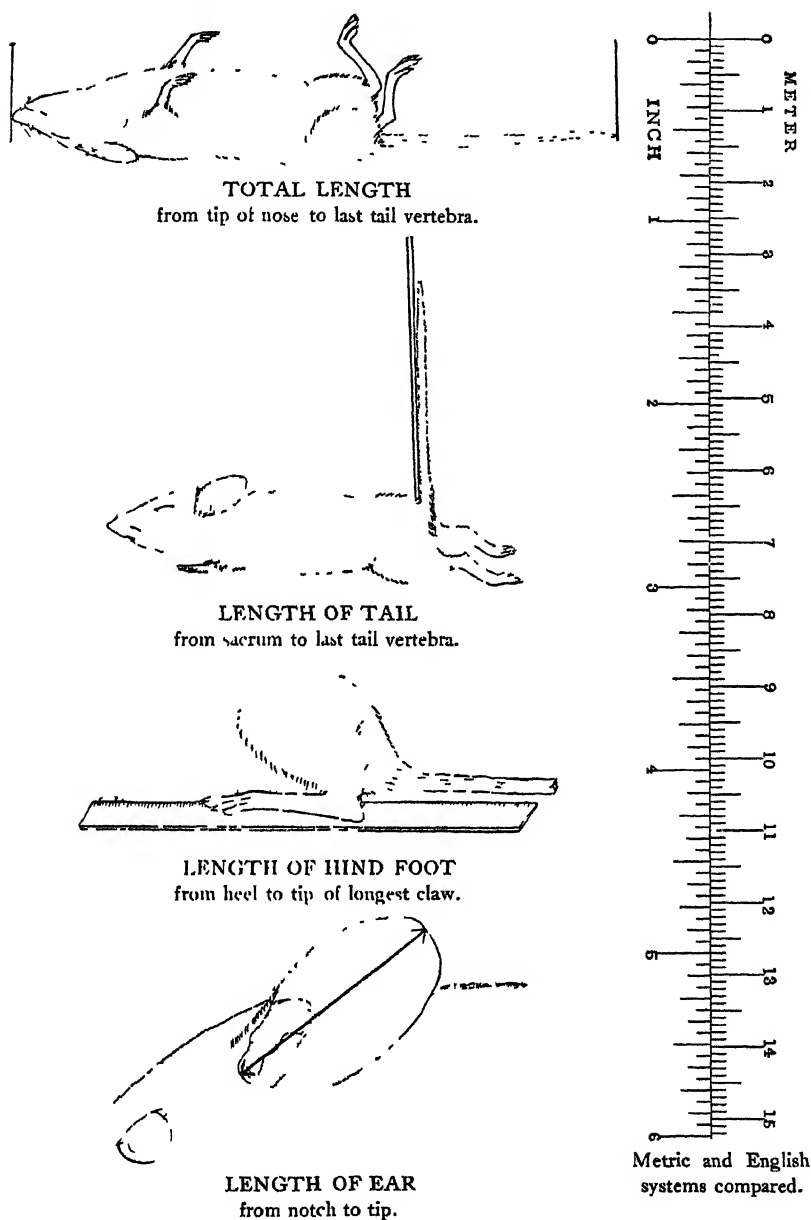 TOTAL LENGTH
from tip of nose to last tail vertebra.
LENGTH OF TAIL
from sacrum to last tail vertebra.
LENGTH OF HIND FOOT
from heel to tip of longest claw.
LENGTH OF EAR
from notch to tip.
INCH
0
1
2
3
4
5
6
METER
0
1
2
3
4
5
6
7
8
9
10
11
12
13
14
15
Metric and English
systems compared.